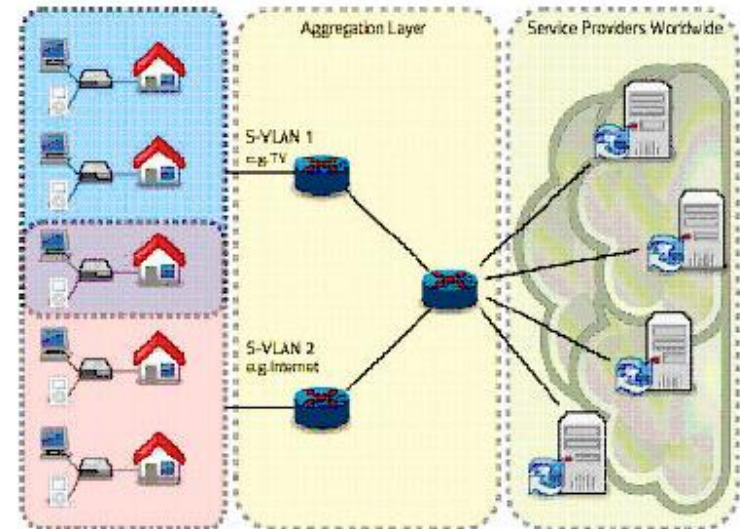 Aggregation Layer
Service Providers Worldwide
S-VLAN 1
e.g. TV
S-VLAN 2
e.g.Internet